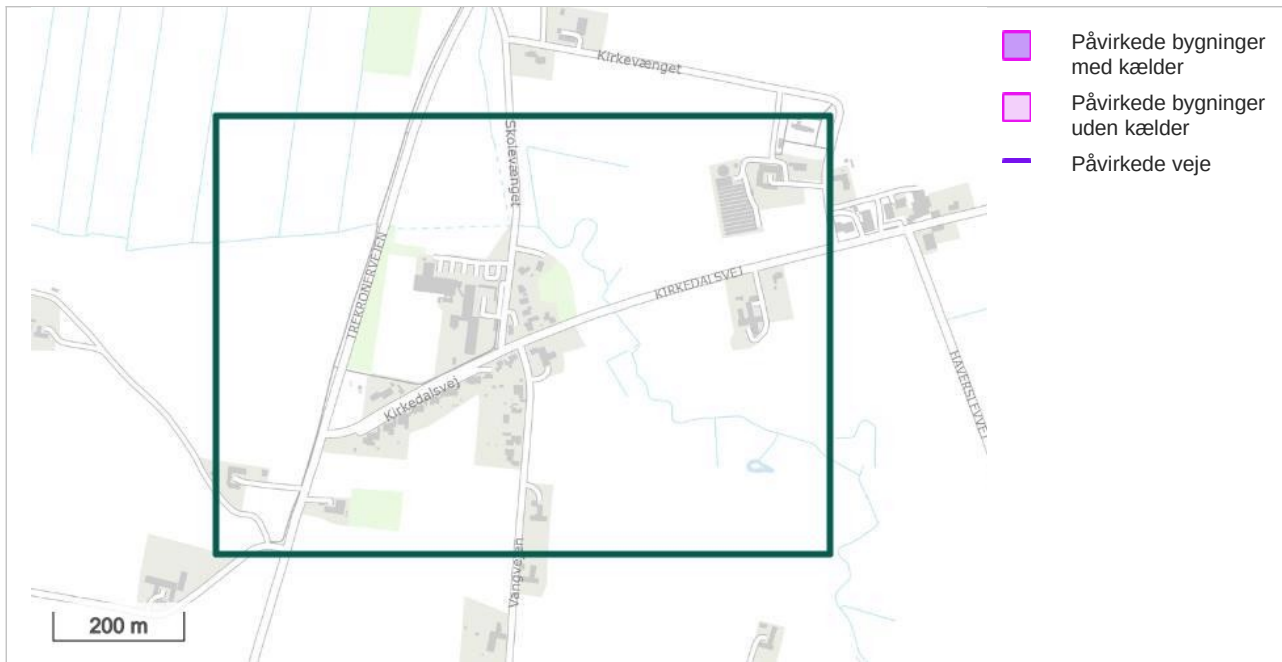 Kirkevænget
Skolevænget
TREKRONERVEJEN
KIRKEDALSVEJ
Kirkedalsvej
HAVERSLEVVEJ
Vangvejen
200 m
Påvirkede bygninger
med kælder
Påvirkede bygninger
uden kælder
Påvirkede veje